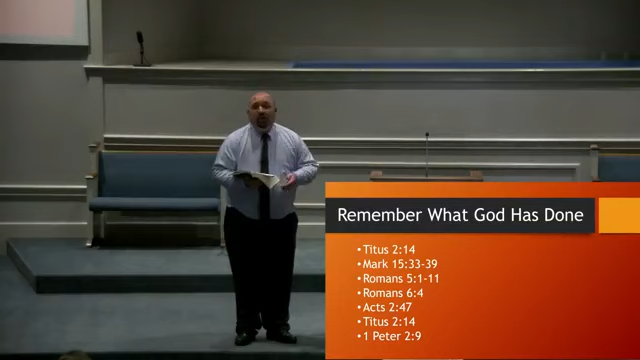 Remember What God Has Done
•Titus 2:14
•Mark 15:33-39
•Romans 5:1-11
•Romans 6:4
•Acts 2:47
•Titus 2:14
•1 Peter 2:9